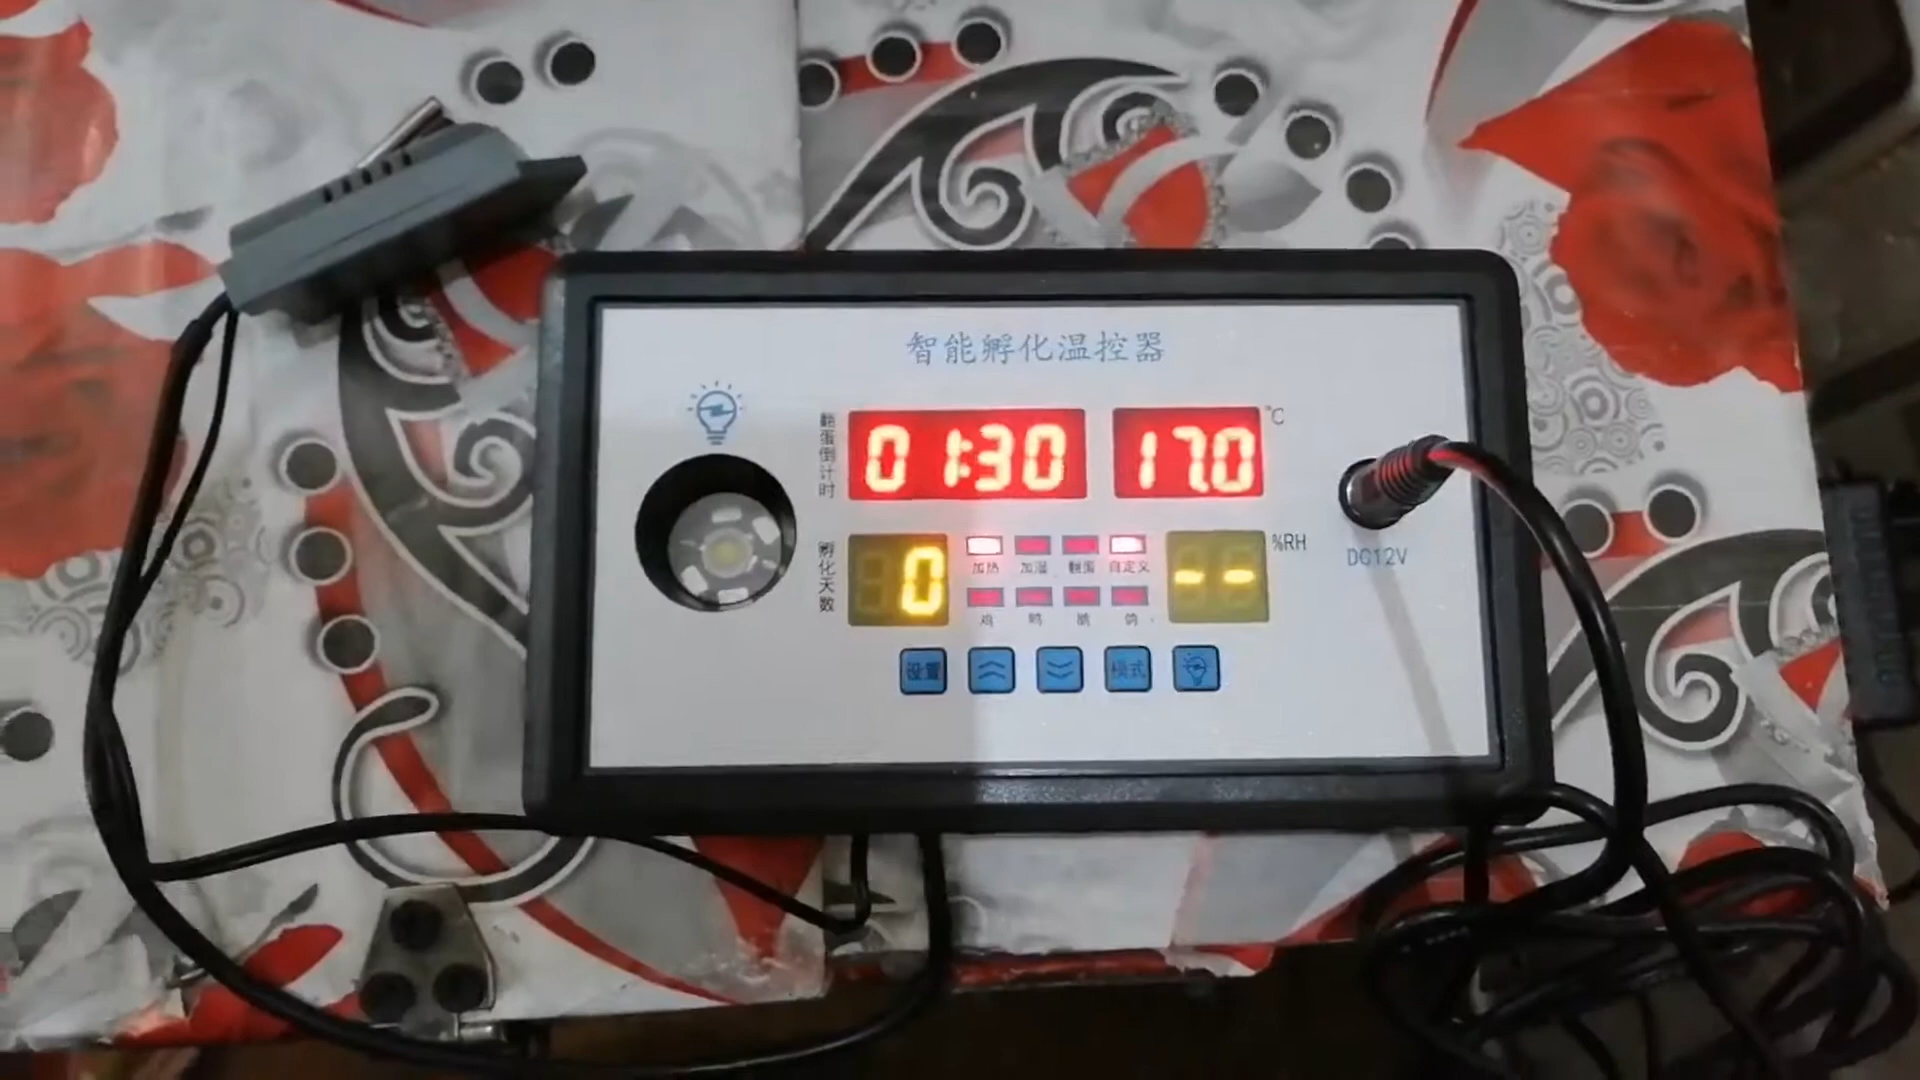 智能孵化温控器
翻蛋倒计时
01:30
17.0
°C
孵化天数
0
加热 加湿 翻蛋 自定义
鸡 鸭 鹅 鸽
--
%RH
DC12V
设置 模式